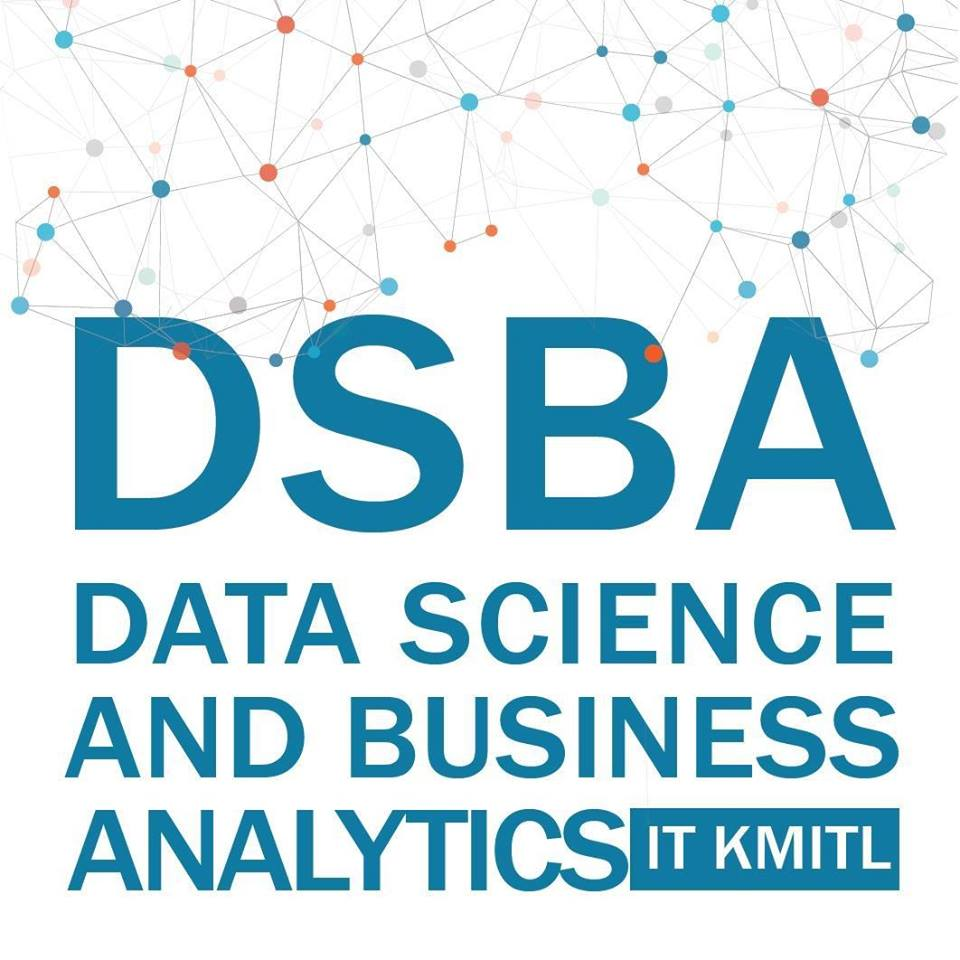 DSBA
DATA SCIENCE
AND BUSINESS
ANALYTICS IT KMITL